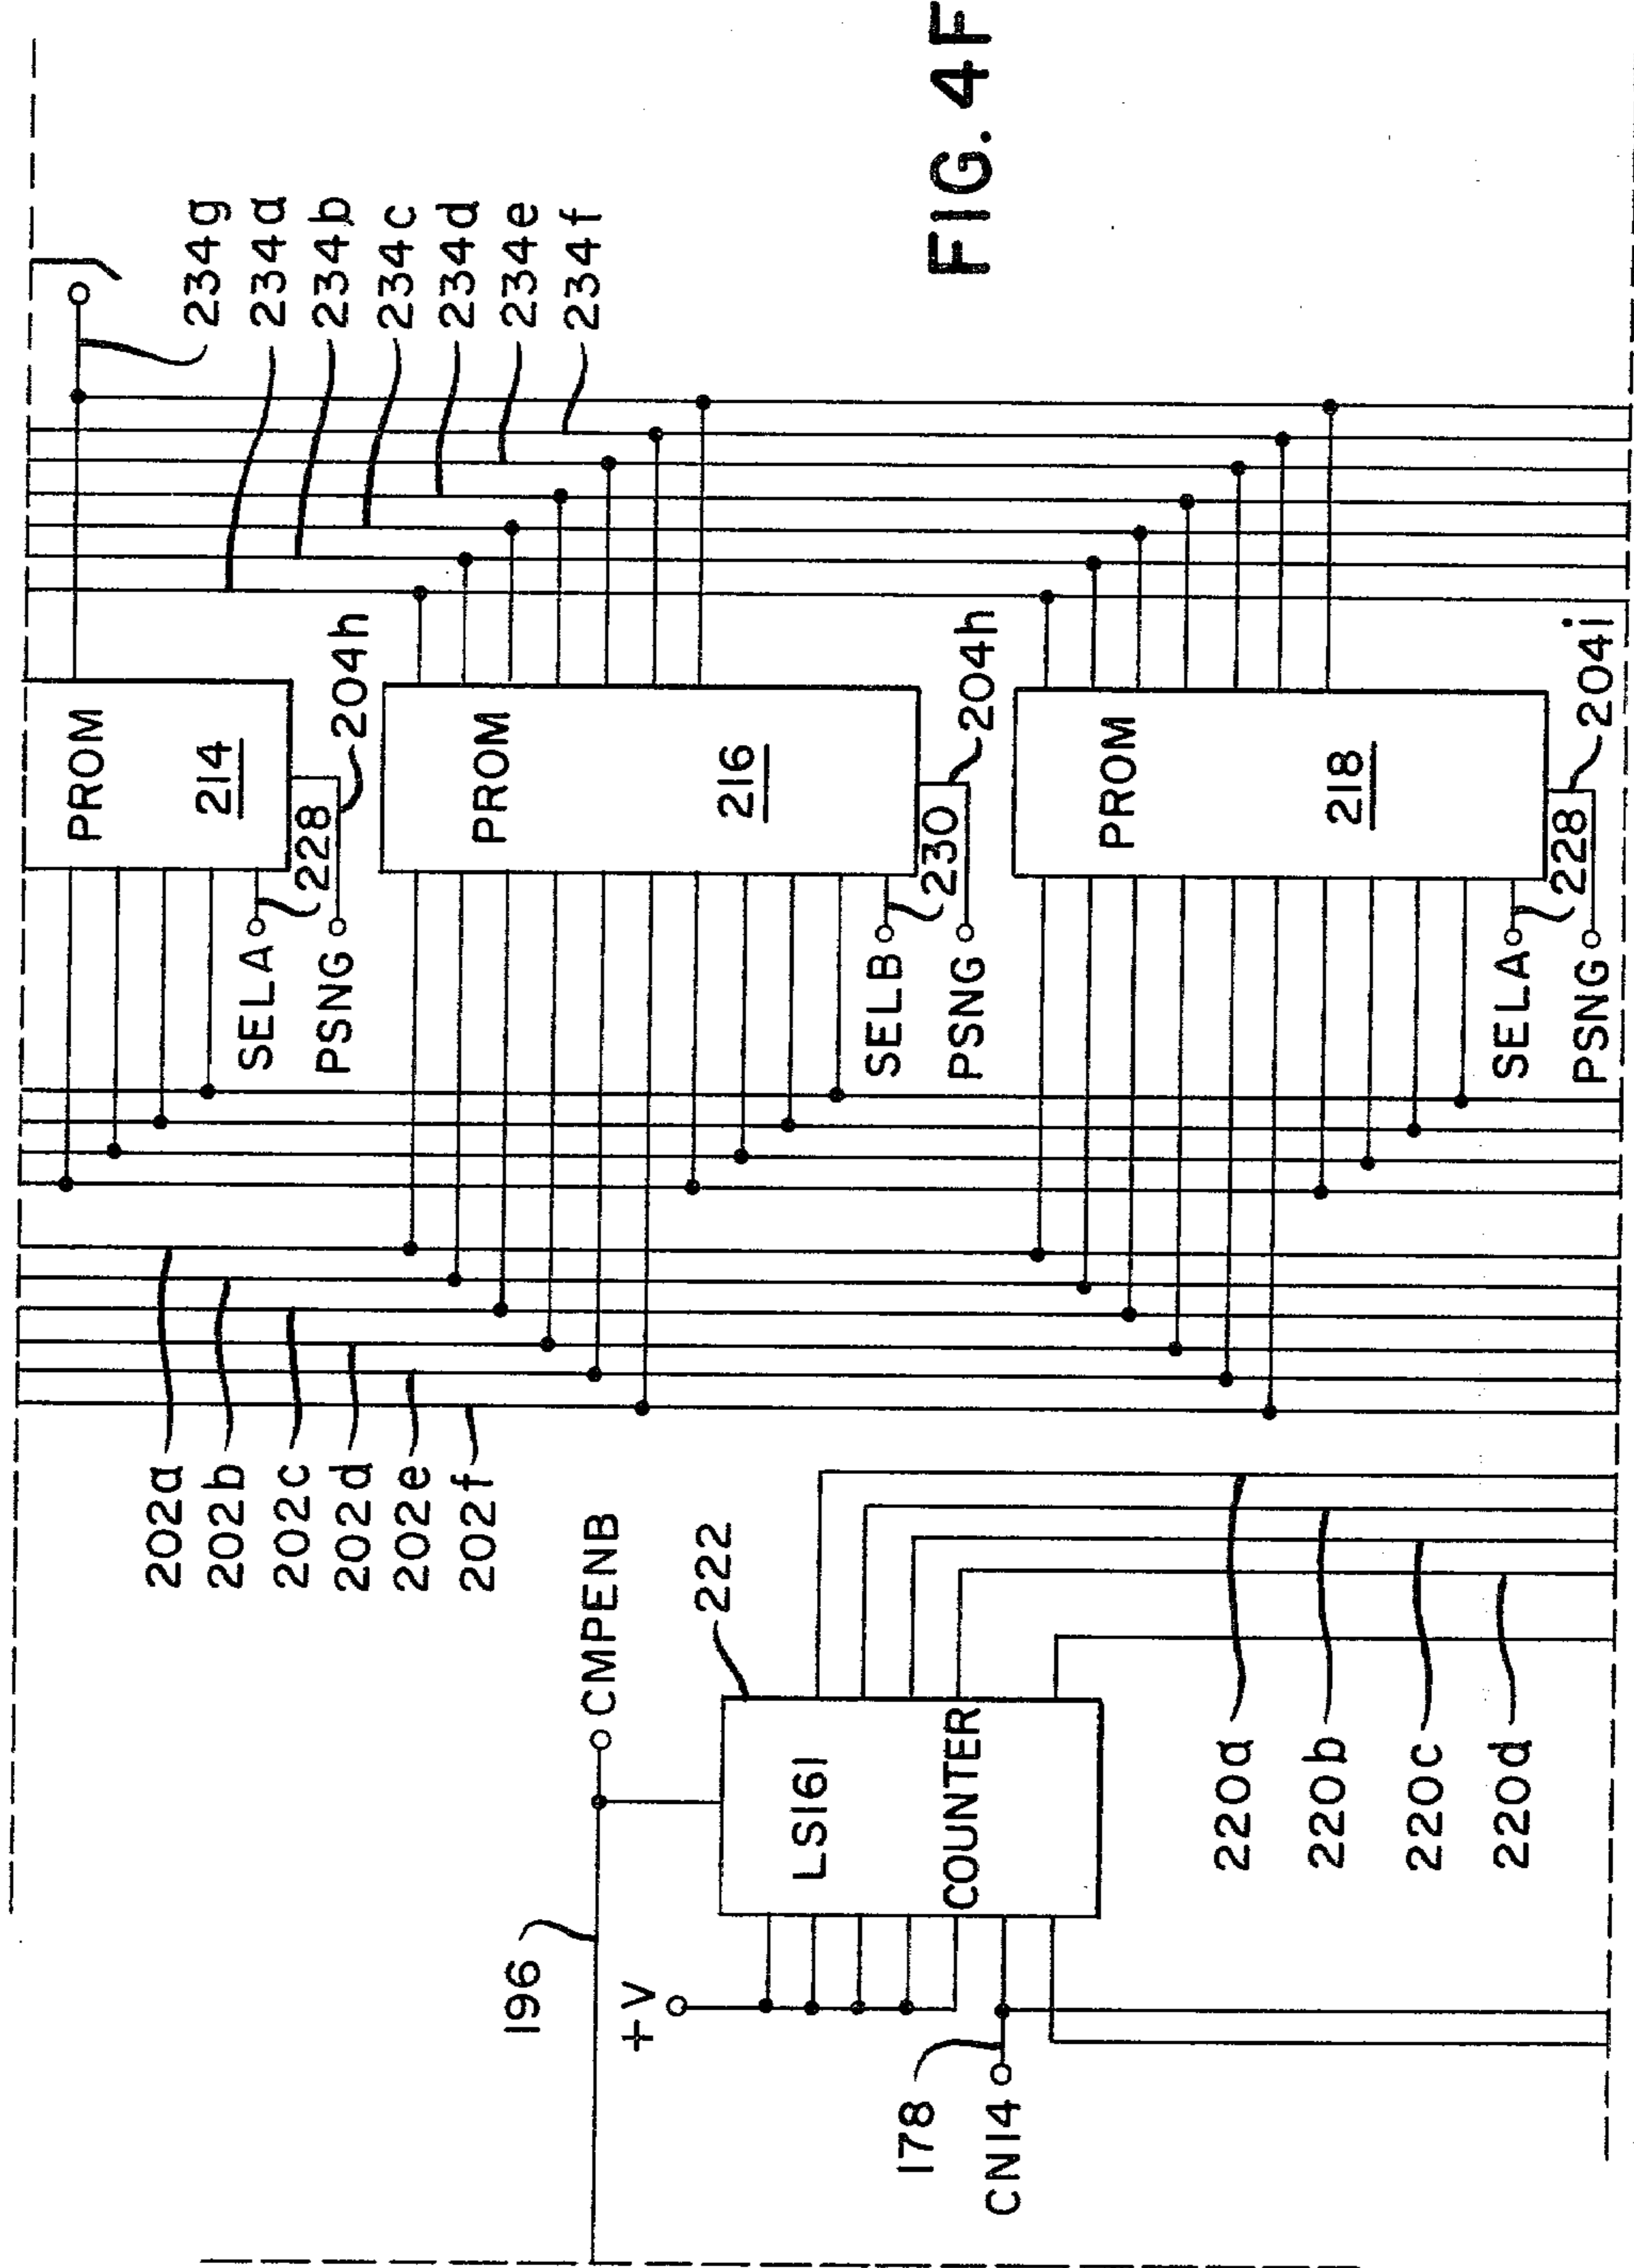 FIG. 4F
234g
234a
234b
234c
234d
234e
234f
PROM
214
SELA
228
PSNG
204h
PROM
216
SELB
230
PSNG
204h
PROM
218
SELA
228
PSNG
204i
202a
202b
202c
202d
202e
202f
CMPENB
196
222
LS161
COUNTER
+V
178
CN14
220a
220b
220c
220d